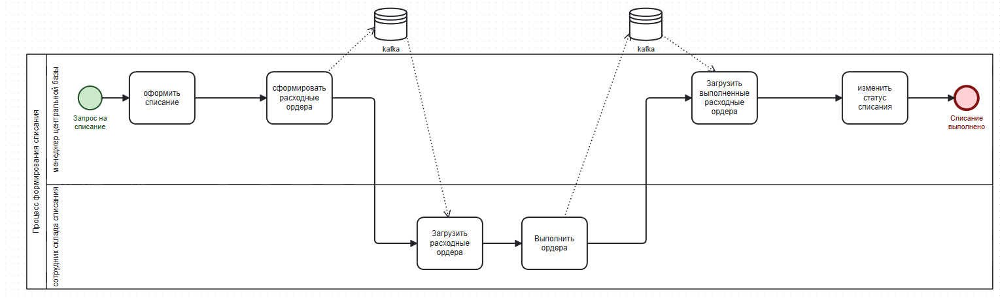 kafka
kafka
Процесс формирования списания
менеджер центральной базы
Запрос на
списание
оформить
списание
сформировать
расходные
ордера
Загрузить
выполненные
расходные
ордера
изменить
статус
списания
Списание
выполнено
сотрудник склада списания
Загрузить
расходные
ордера
Выполнить
ордера